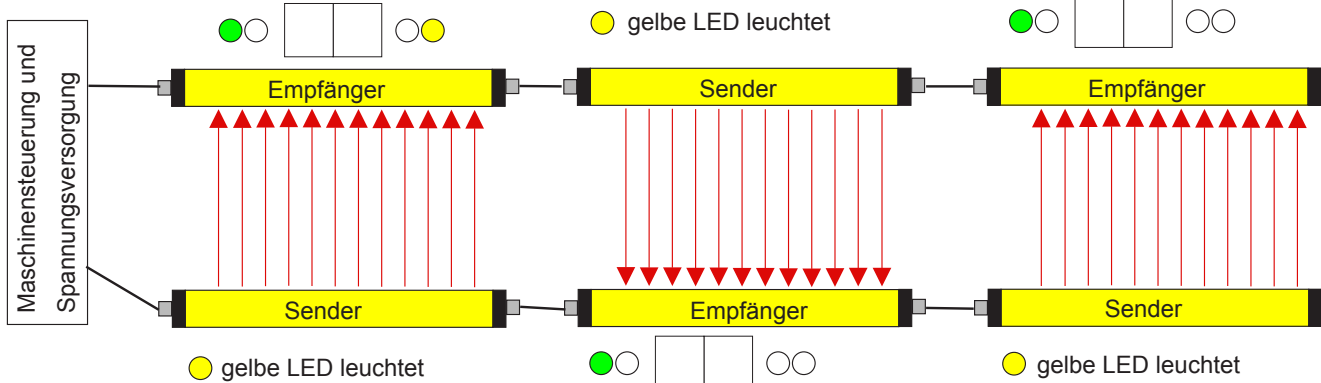 gelbe LED leuchtet
Maschinensteuerung und
Spannungsversorgung
Empfänger
Sender
Empfänger
Sender
Empfänger
Sender
gelbe LED leuchtet
gelbe LED leuchtet